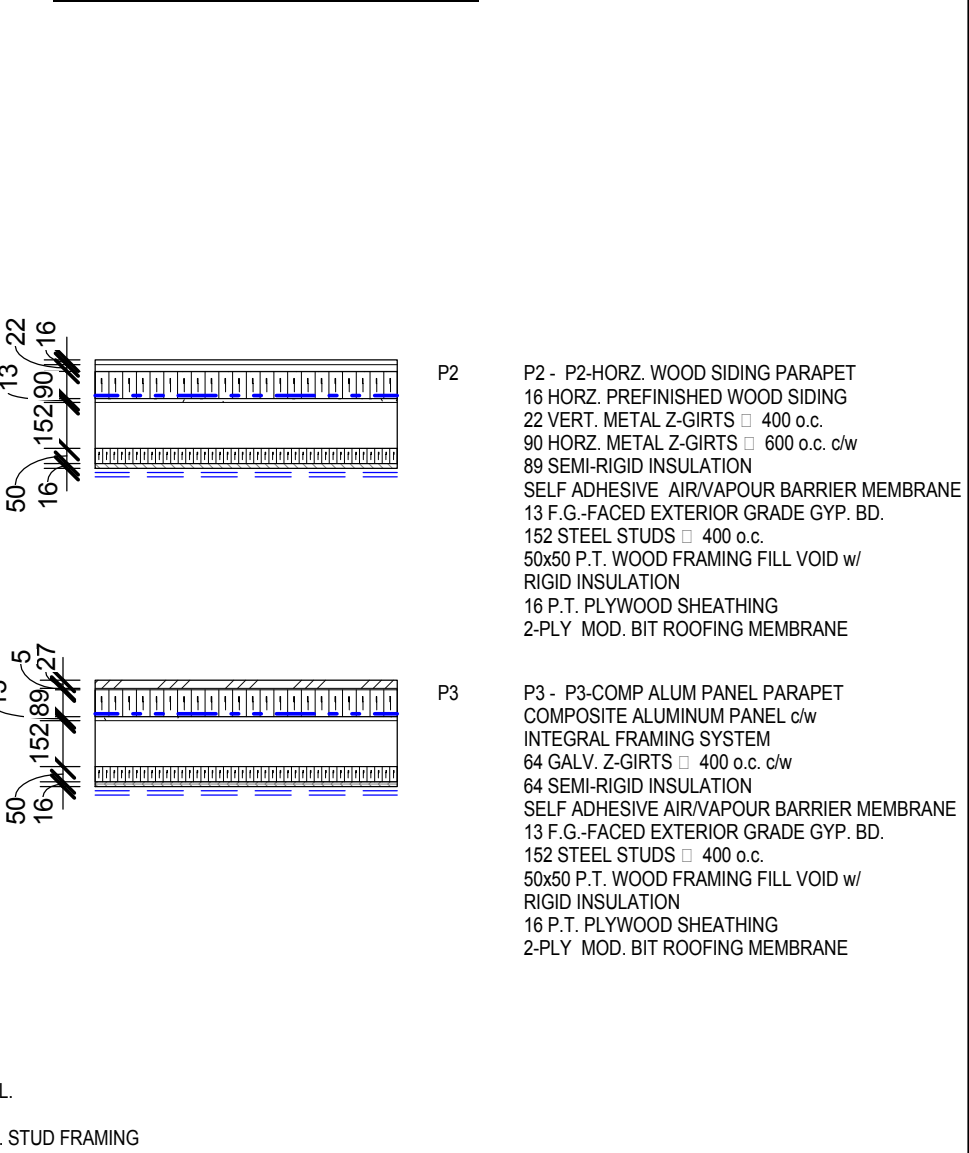 22
16
13
90
152
50
16
P2
P2 - P2-HORZ. WOOD SIDING PARAPET
16 HORZ. PREFINISHED WOOD SIDING
22 VERT. METAL Z-GIRTS □ 400 o.c.
90 HORZ. METAL Z-GIRTS □ 600 o.c. c/w
89 SEMI-RIGID INSULATION
SELF ADHESIVE AIR/VAPOUR BARRIER MEMBRANE
13 F.G.-FACED EXTERIOR GRADE GYP. BD.
152 STEEL STUDS □ 400 o.c.
50x50 P.T. WOOD FRAMING FILL VOID w/
RIGID INSULATION
16 P.T. PLYWOOD SHEATHING
2-PLY MOD. BIT ROOFING MEMBRANE
5
27
89
152
50
16
P3
P3 - P3-COMP ALUM PANEL PARAPET
COMPOSITE ALUMINUM PANEL c/w
INTEGRAL FRAMING SYSTEM
64 GALV. Z-GIRTS □ 400 o.c. c/w
64 SEMI-RIGID INSULATION
SELF ADHESIVE AIR/VAPOUR BARRIER MEMBRANE
13 F.G.-FACED EXTERIOR GRADE GYP. BD.
152 STEEL STUDS □ 400 o.c.
50x50 P.T. WOOD FRAMING FILL VOID w/
RIGID INSULATION
16 P.T. PLYWOOD SHEATHING
2-PLY MOD. BIT ROOFING MEMBRANE
L.
. STUD FRAMING